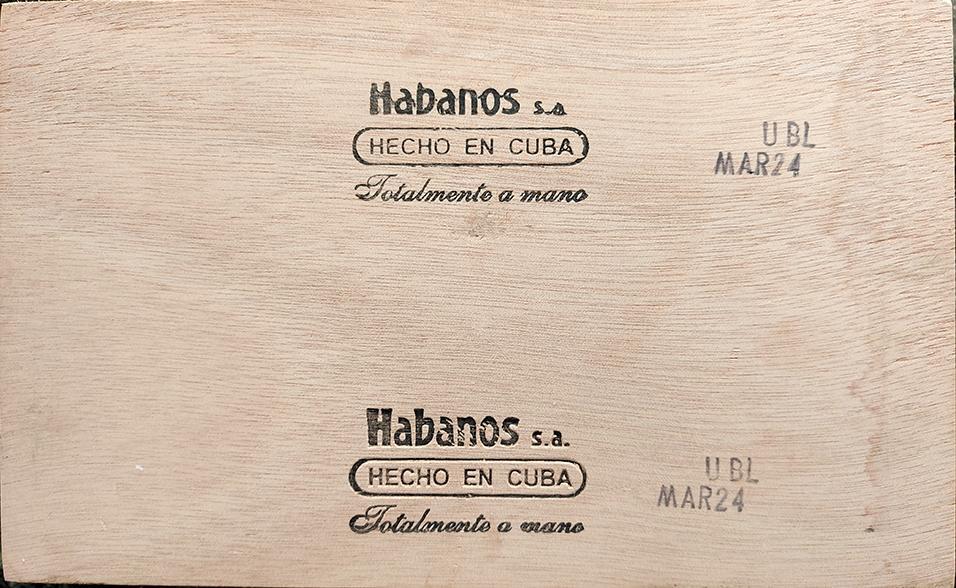 Habanos s.a
HECHO EN CUBA
Totalmente a mano
U BL
MAR24
Habanos s.a.
HECHO EN CUBA
Totalmente a mano
U BL
MAR24